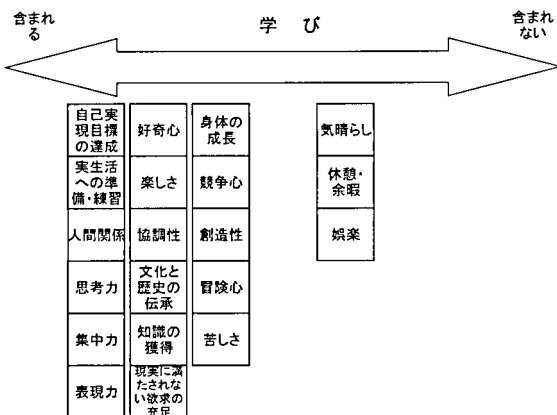 含まれ
る
学 び
含まれ
ない
自己実
現目標
の達成
実生活
への準
備・練習
人間関係
思考力
集中力
表現力
好奇心
楽しさ
協調性
文化と
歴史の
伝承
知識の
獲得
現実に満
たされな
い欲求の
充足
身体の
成長
競争心
創造性
冒険心
苦しさ
気晴らし
休憩・
余暇
娯楽